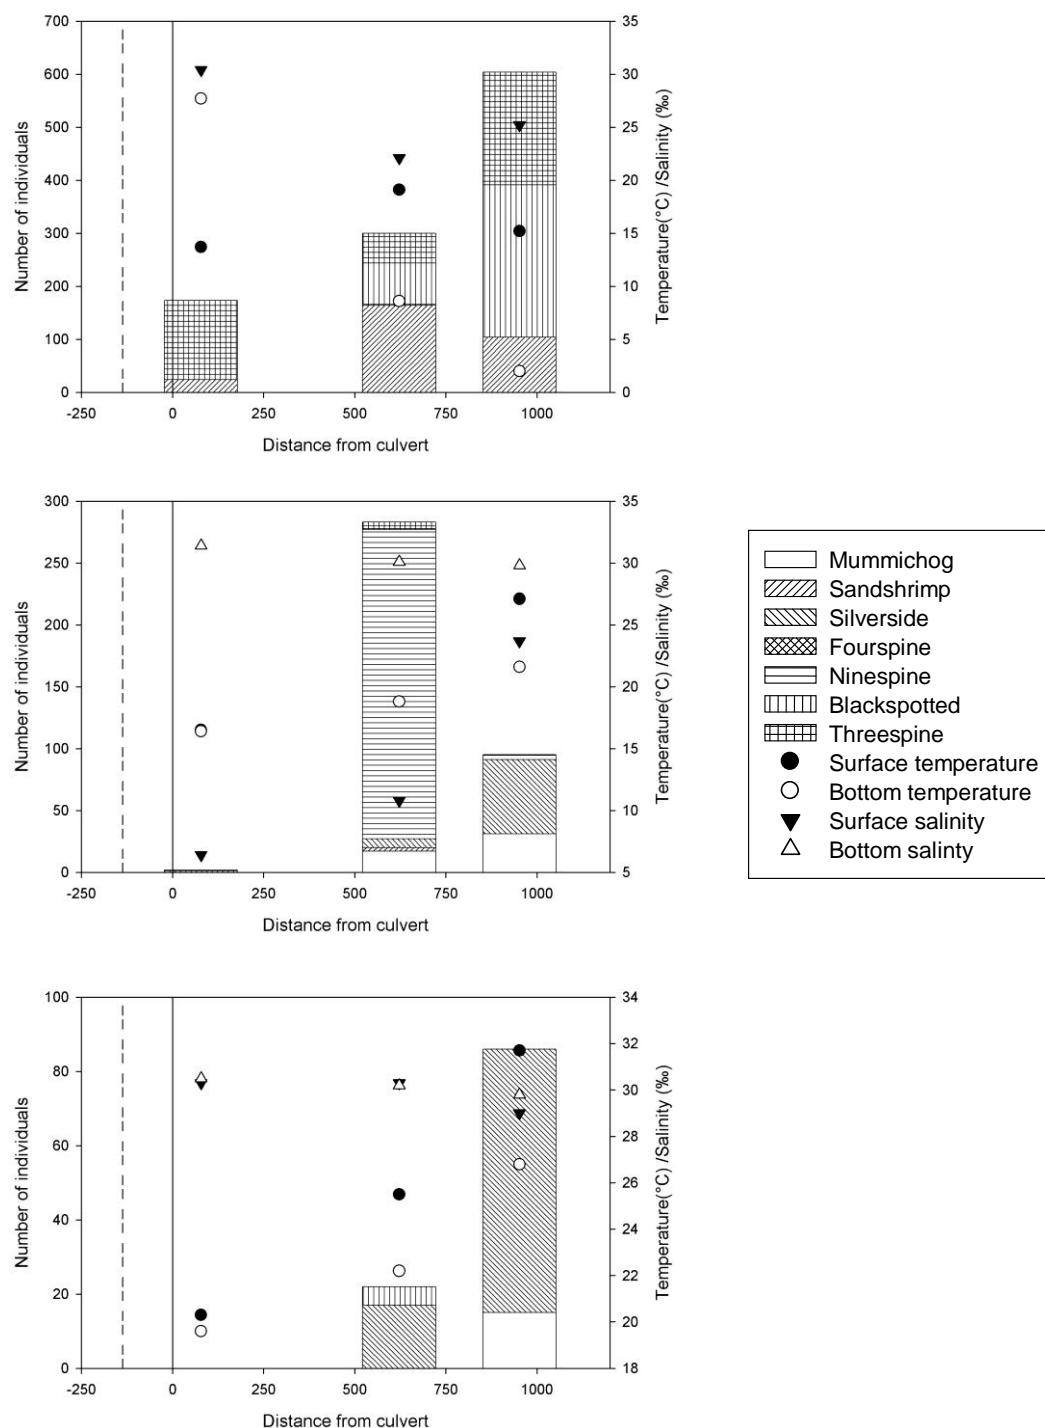 700
600
500
400
300
200
100
0
Number of individuals
35
30
25
20
15
10
5
0
Temperature(°C) /Salinity (‰)
-250 0 250 500 750 1000
Distance from culvert
300
250
200
150
100
50
0
Number of individuals
35
30
25
20
15
10
5
Temperature(°C) /Salinity (‰)
-250 0 250 500 750 1000
Distance from culvert
Mummichog
Sandshrimp
Silverside
Fourspine
Ninespine
Blackspotted
Threespine
Surface temperature
Bottom temperature
Surface salinity
Bottom salinty
100
80
60
40
20
0
Number of individuals
34
32
30
28
26
24
22
20
18
Temperature(°C) /Salinity (‰)
-250 0 250 500 750 1000
Distance from culvert